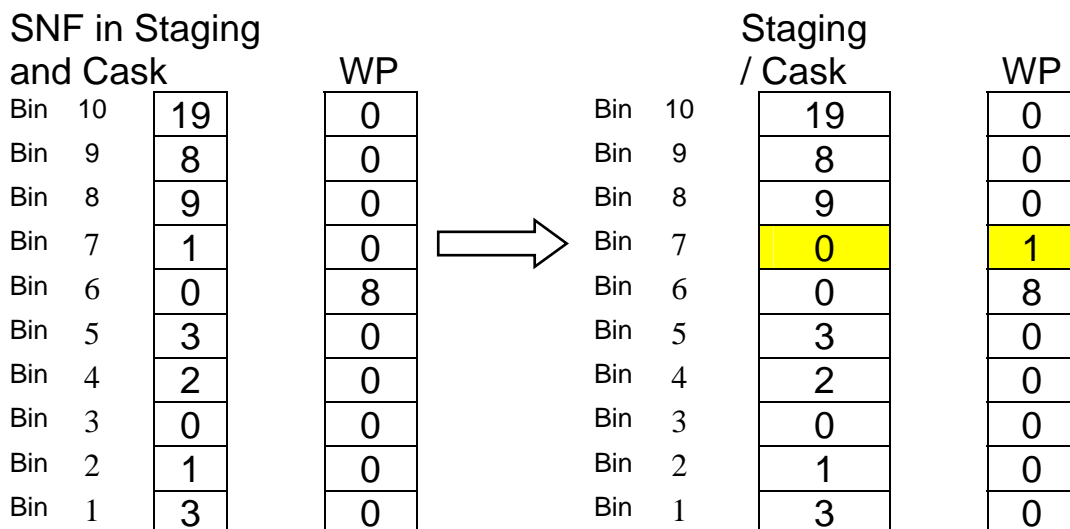 SNF in Staging Staging
and Cask WP / Cask WP
Bin 10 19 0 Bin 10 19 0
Bin 9 8 0 Bin 9 8 0
Bin 8 9 0 Bin 8 9 0
Bin 7 1 0 Bin 7 0 1
Bin 6 0 8 Bin 6 0 8
Bin 5 3 0 Bin 5 3 0
Bin 4 2 0 Bin 4 2 0
Bin 3 0 0 Bin 3 0 0
Bin 2 1 0 Bin 2 1 0
Bin 1 3 0 Bin 1 3 0